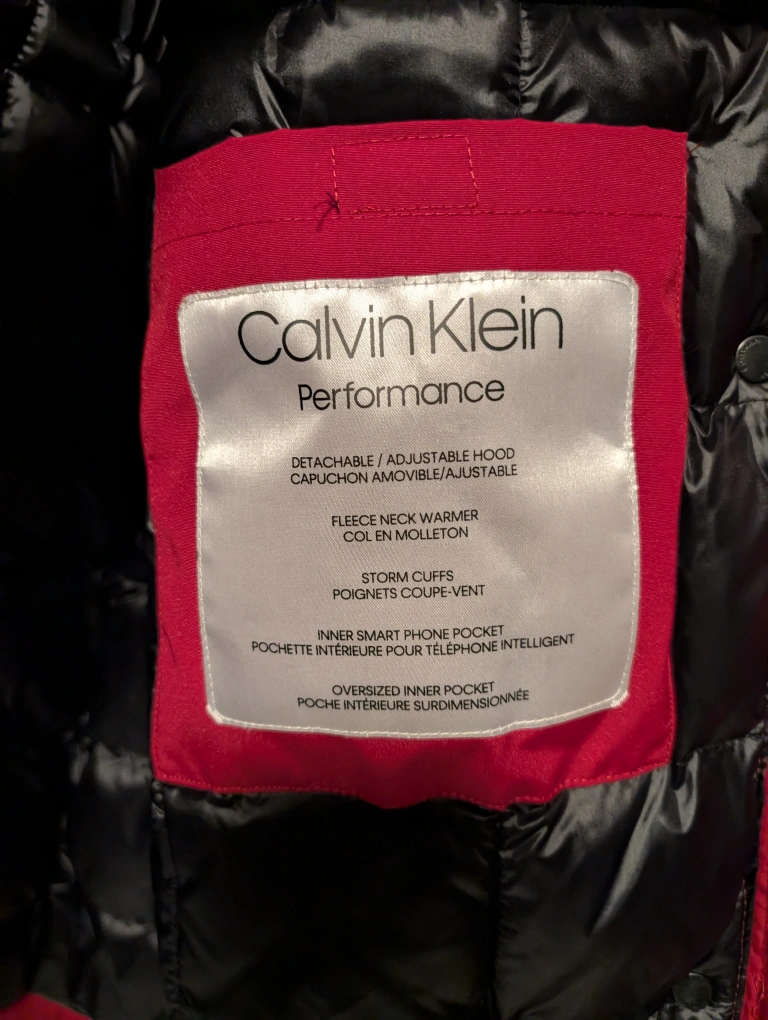 Calvin Klein
Performance
DETACHABLE / ADJUSTABLE HOOD
CAPUCHON AMOVIBLE/AJUSTABLE
FLEECE NECK WARMER
COL EN MOLLETON
STORM CUFFS
POIGNETS COUPE-VENT
INNER SMART PHONE POCKET
POCHETTE INTÉRIEURE POUR TÉLÉPHONE INTELLIGENT
OVERSIZED INNER POCKET
POCHE INTÉRIEURE SURDIMENSIONNÉE